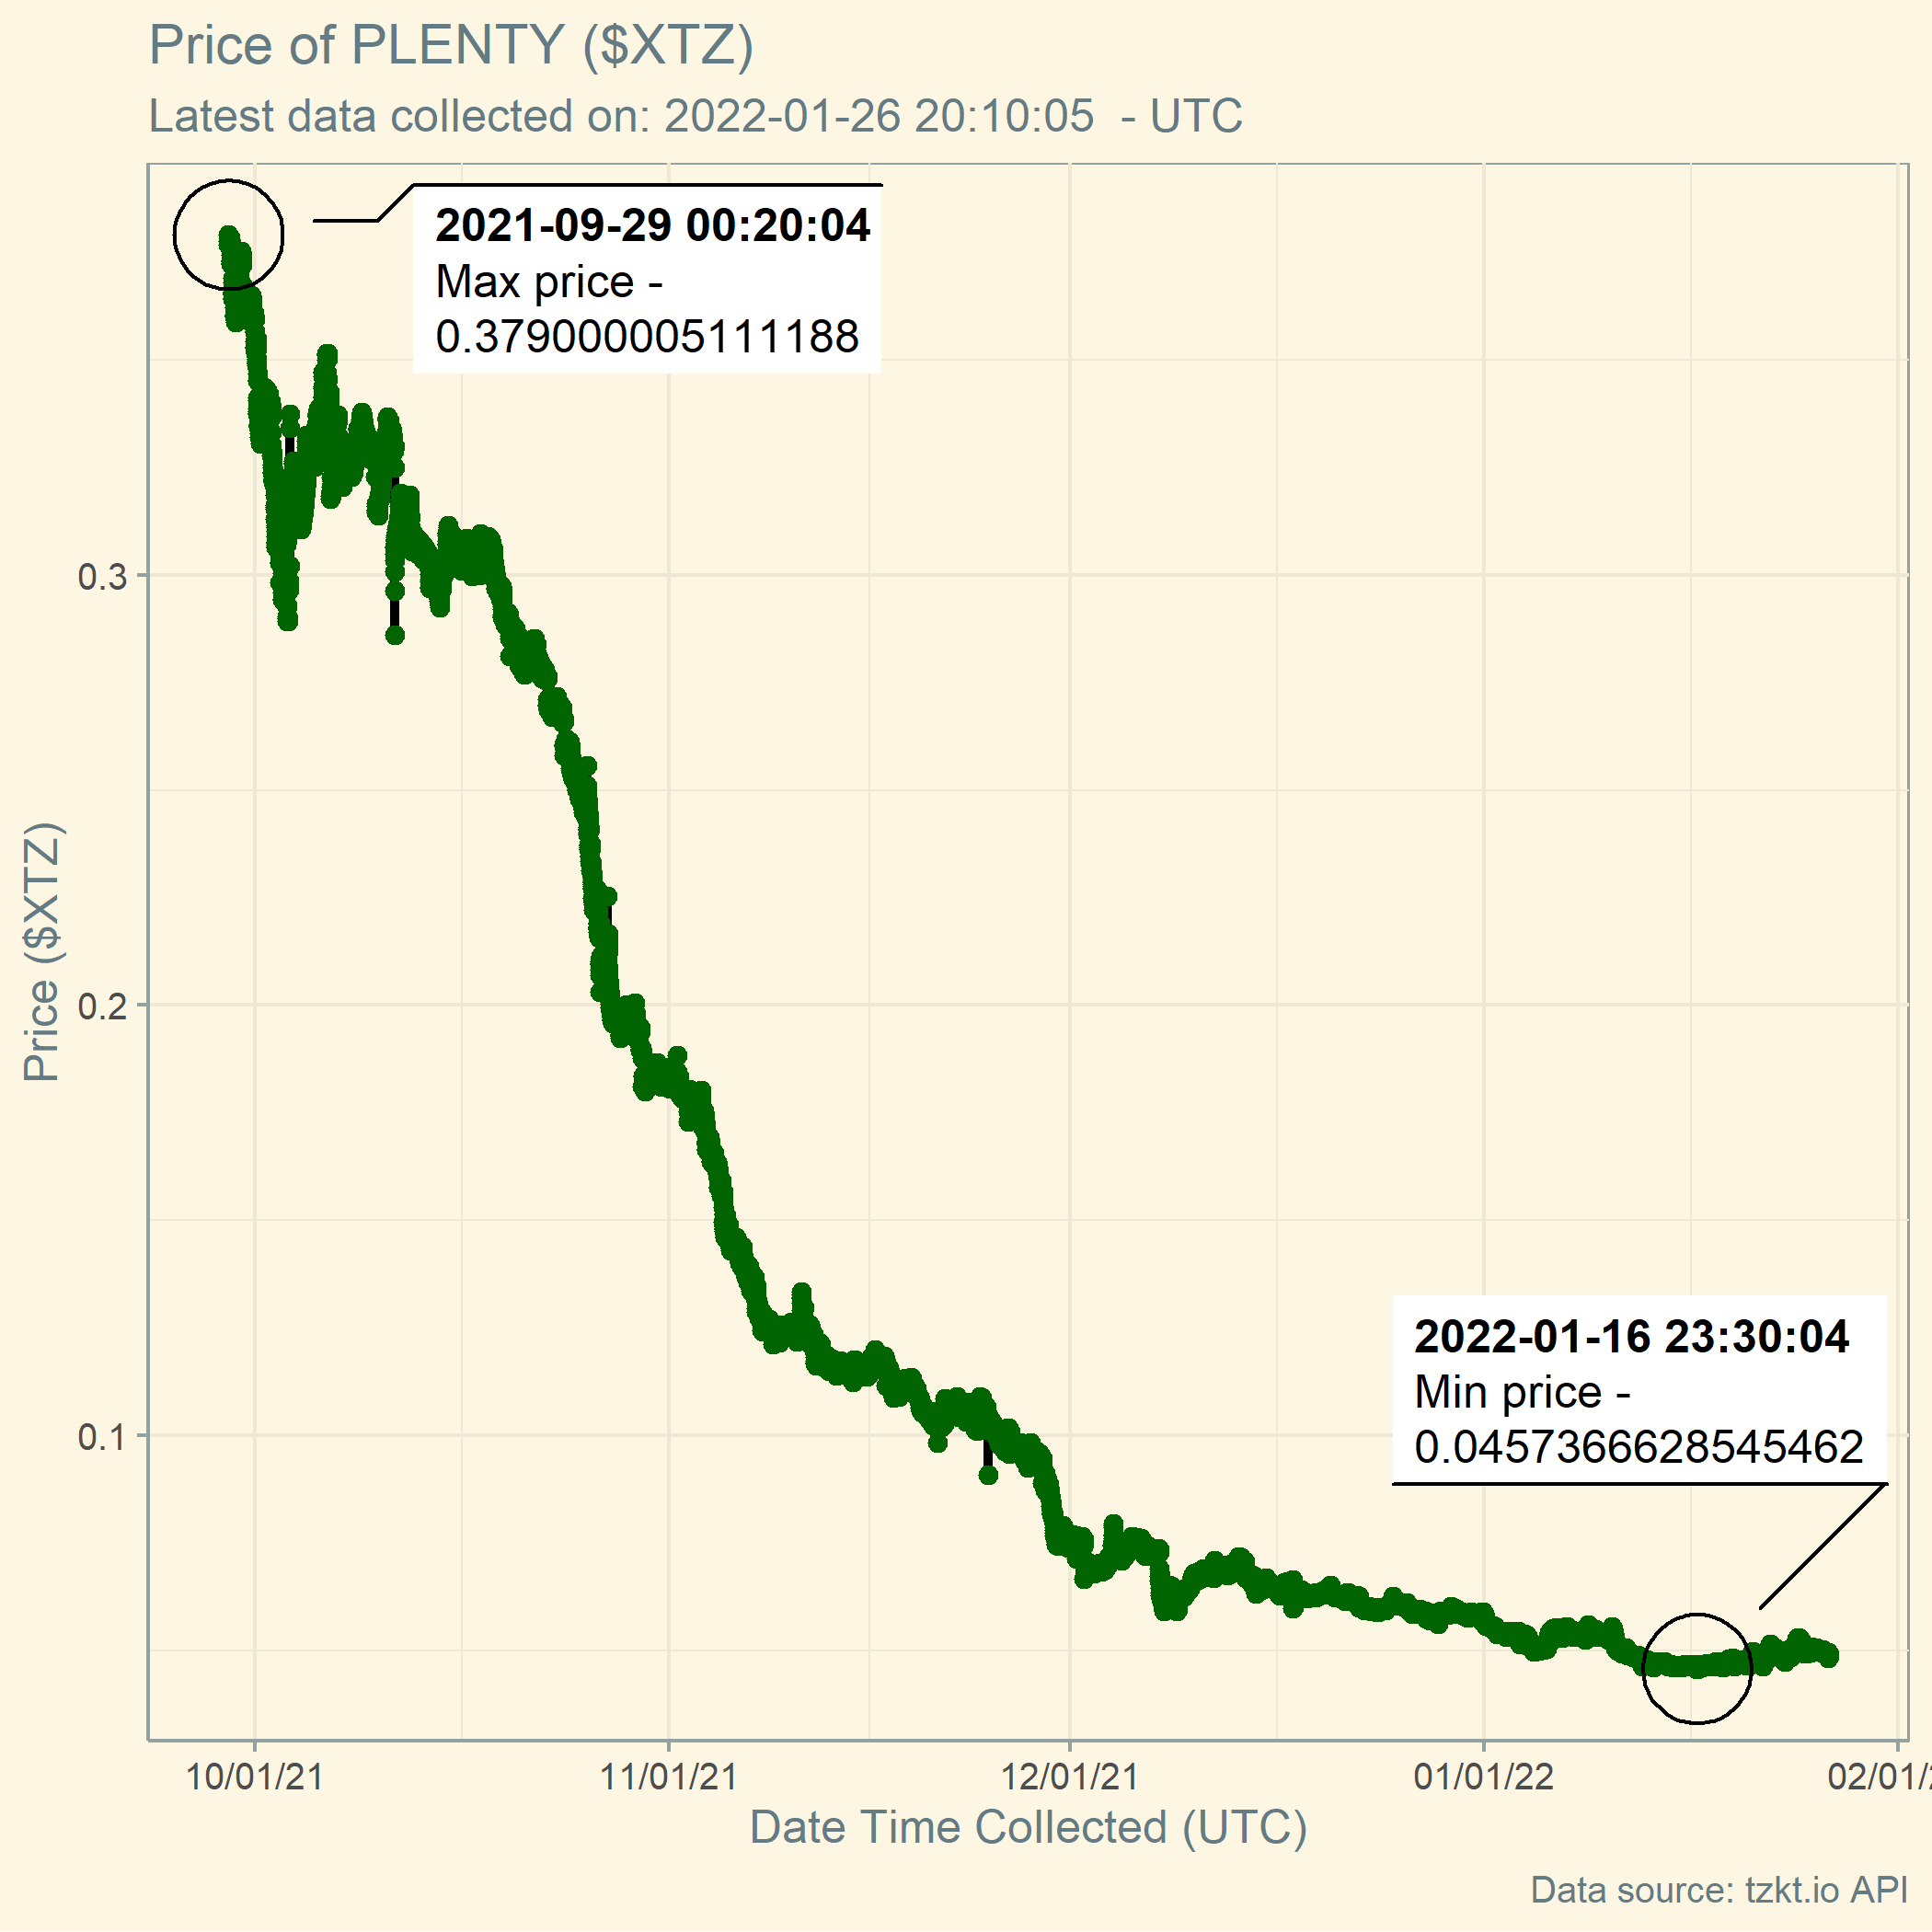 Price of PLENTY ($XTZ)
Latest data collected on: 2022-01-26 20:10:05  - UTC
2021-09-29 00:20:04
Max price -
0.379000005111188
0.3
0.2
0.1
Price ($XTZ)
2022-01-16 23:30:04
Min price -
0.0457366628545462
10/01/21
11/01/21
12/01/21
01/01/22
02/01/2
Date Time Collected (UTC)
Data source: tzkt.io API